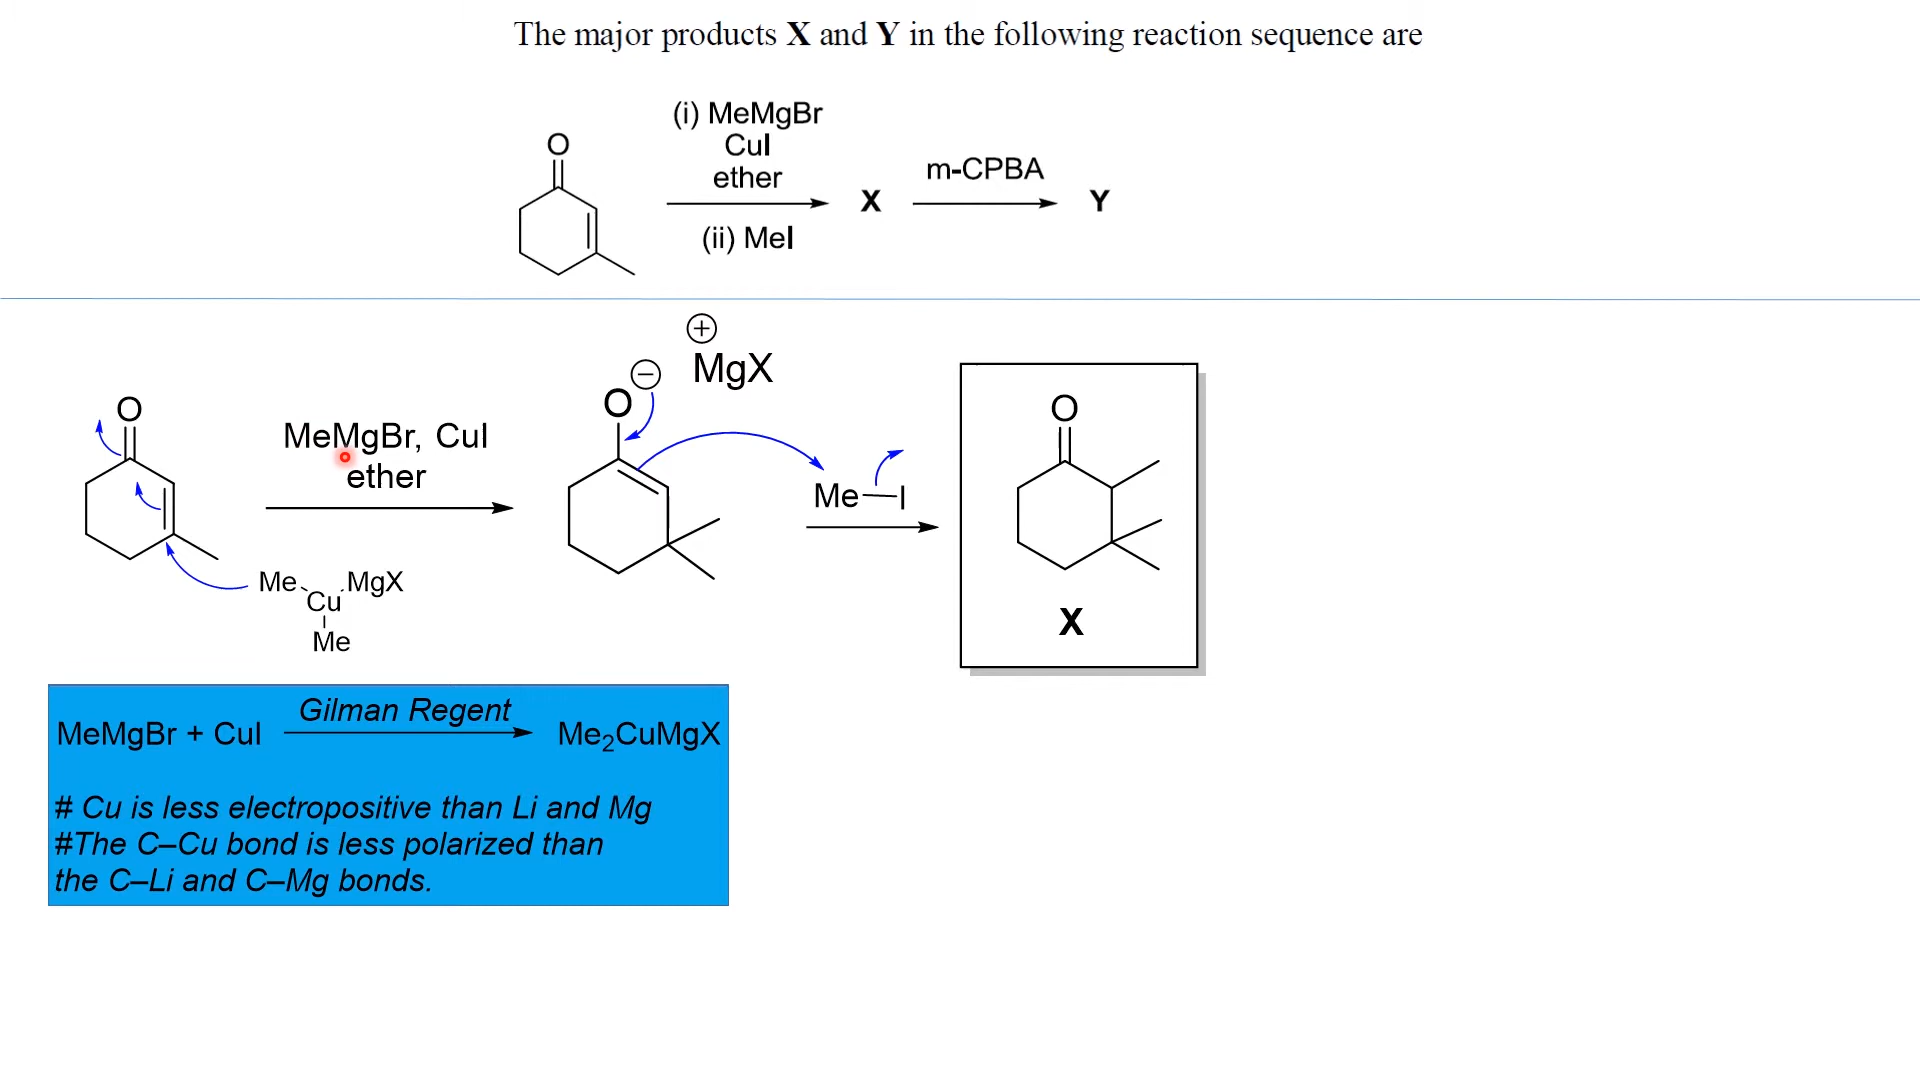 The major products X and Y in the following reaction sequence are
(i) MeMgBr
CuI
ether
(ii) MeI
O
X
m-CPBA
Y
O
MeMgBr, CuI
ether
Me
Cu
MgX
Me
O
MgX
Me
I
O
X
Gilman Regent
MeMgBr + CuI
Me₂CuMgX
# Cu is less electropositive than Li and Mg
#The C–Cu bond is less polarized than
the C–Li and C–Mg bonds.